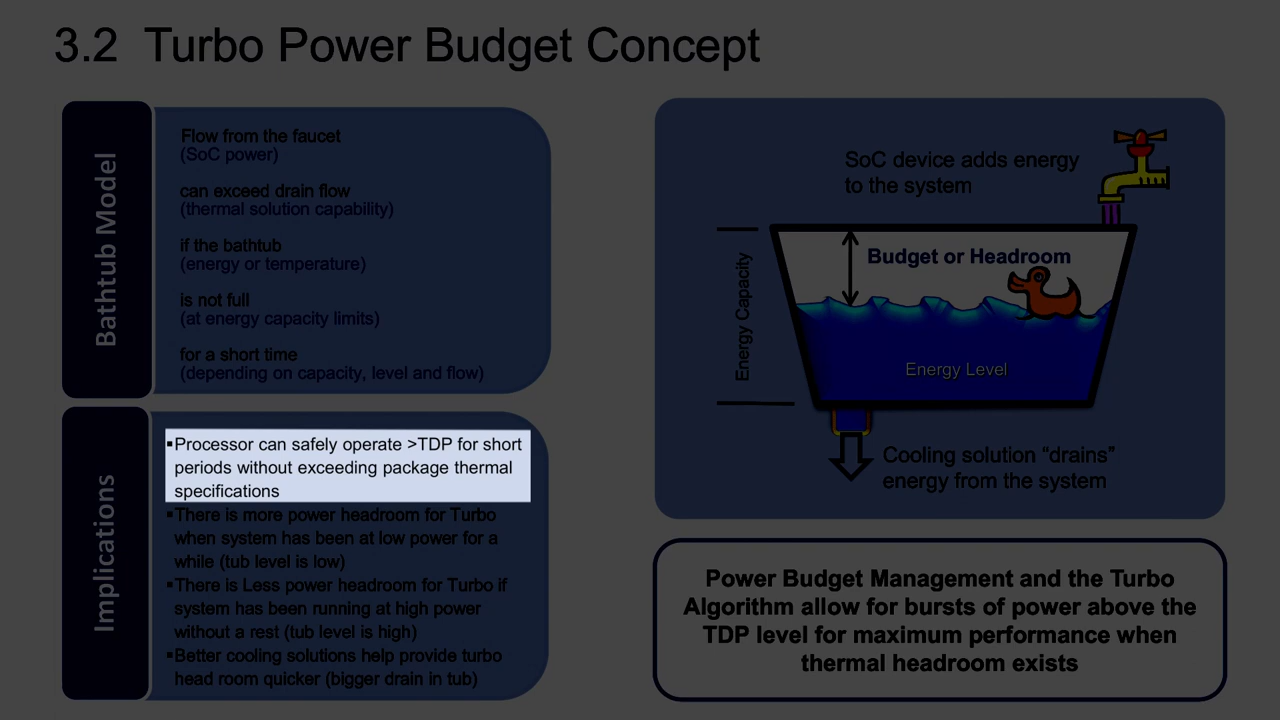 3.2 Turbo Power Budget Concept
Bathtub Model
Flow from the faucet
(SoC power)
can exceed drain flow
(thermal solution capability)
if the bathtub
(energy or temperature)
is not full
(at energy capacity limits)
for a short time
(depending on capacity, level and flow)
Implications
▪Processor can safely operate >TDP for short
periods without exceeding package thermal
specifications
▪There is more power headroom for Turbo
when system has been at low power for a
while (tub level is low)
▪There is Less power headroom for Turbo if
system has been running at high power
without a rest (tub level is high)
▪Better cooling solutions help provide turbo
head room quicker (bigger drain in tub)
SoC device adds energy
to the system
Budget or Headroom
Energy Capacity
Energy Level
Cooling solution “drains”
energy from the system
Power Budget Management and the Turbo
Algorithm allow for bursts of power above the
TDP level for maximum performance when
thermal headroom exists